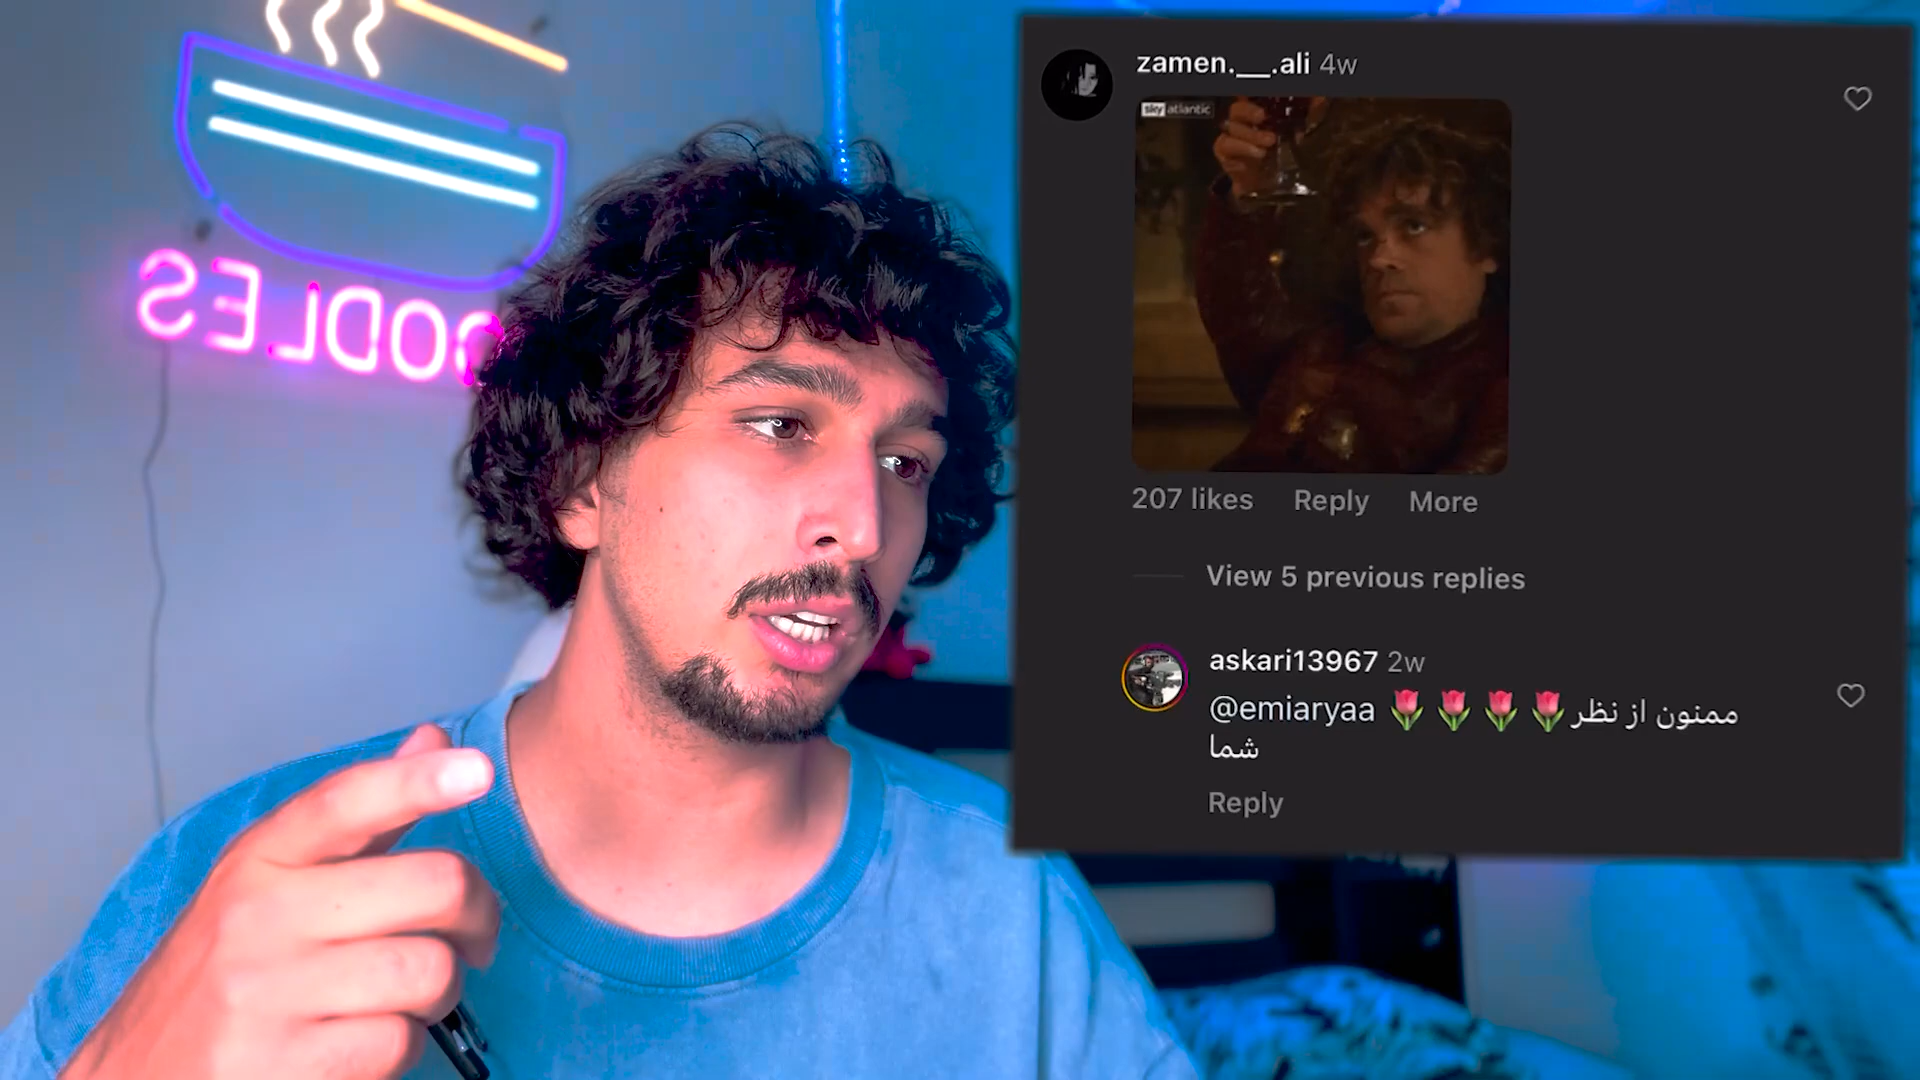 zamen.__.ali 4w
sky atlantic
207 likes Reply More
View 5 previous replies
askari13967 2w
@emiaryaa 🌷🌷🌷🌷ممنون از نظر
شما
Reply
OODLES